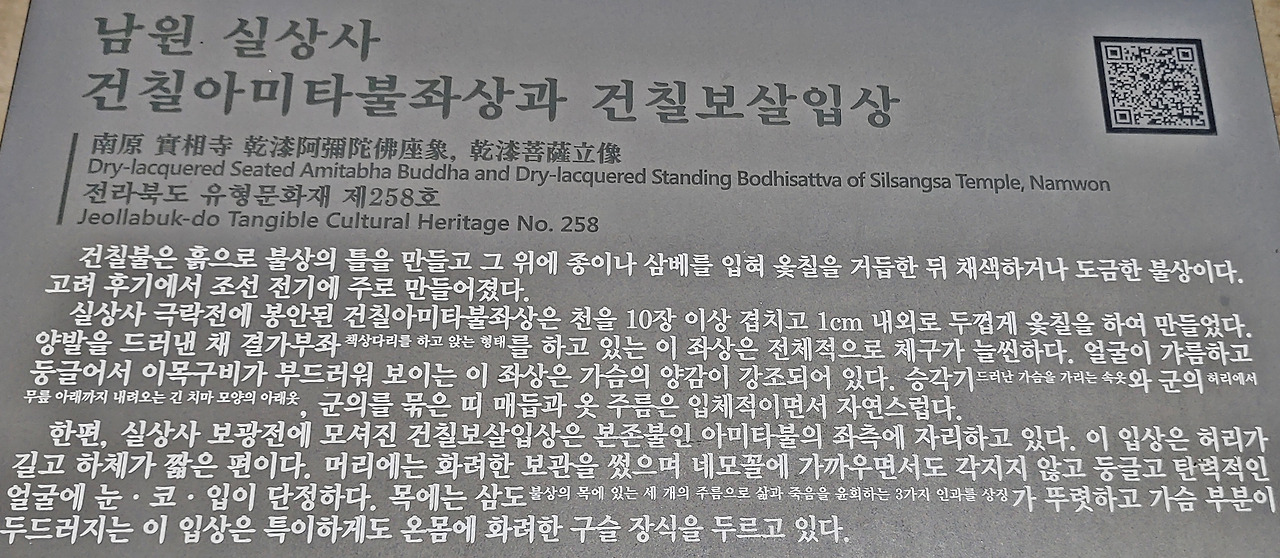 남원 실상사
건칠아미타불좌상과 건칠보살입상
南原 實相寺 乾漆阿彌陀佛座象, 乾漆菩薩立像
Dry-lacquered Seated Amitabha Buddha and Dry-lacquered Standing Bodhisattva of Silsangsa Temple, Namwon
전라북도 유형문화재 제258호
Jeollabuk-do Tangible Cultural Heritage No. 258
건칠불은 흙으로 불상의 틀을 만들고 그 위에 종이나 삼베를 입혀 옻칠을 거듭한 뒤 채색하거나 도금한 불상이다.
고려 후기에서 조선 전기에 주로 만들어졌다.
실상사 극락전에 봉안된 건칠아미타불좌상은 천을 10장 이상 겹치고 1cm 내외로 두껍게 옻칠을 하여 만들었다.
양발을 드러낸 채 결가부좌책상다리를 하고 앉는 형태를 하고 있는 이 좌상은 전체적으로 체구가 늘씬하다. 얼굴이 갸름하고
둥글어서 이목구비가 부드러워 보이는 이 좌상은 가슴의 양감이 강조되어 있다. 승각기드러난 가슴을 가리는 속옷와 군의허리에서
무릎 아래까지 내려오는 긴 치마 모양의 아래옷, 군의를 묶은 띠 매듭과 옷 주름은 입체적이면서 자연스럽다.
한편, 실상사 보광전에 모셔진 건칠보살입상은 본존불인 아미타불의 좌측에 자리하고 있다. 이 입상은 허리가
길고 하체가 짧은 편이다. 머리에는 화려한 보관을 썼으며 네모꼴에 가까우면서도 각지지 않고 둥글고 탄력적인
얼굴에 눈·코·입이 단정하다. 목에는 삼도불상의 목에 있는 세 개의 주름으로 삶과 죽음을 윤회하는 3가지 인과를 상징가 뚜렷하고 가슴 부분이
두드러지는 이 입상은 특이하게도 온몸에 화려한 구슬 장식을 두르고 있다.